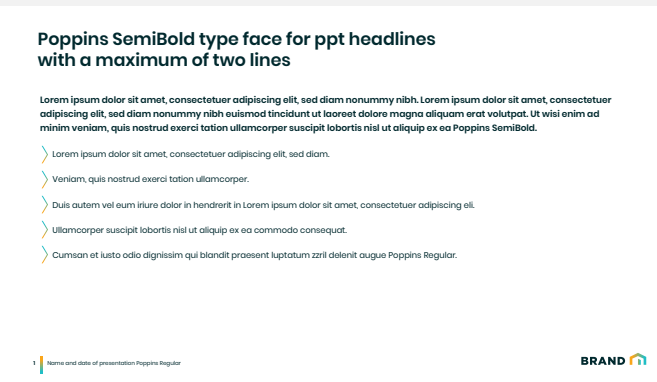 Poppins SemiBold type face for ppt headlines
with a maximum of two lines
Lorem ipsum dolor sit amet, consectetuer adipiscing elit, sed diam nonummy nibh. Lorem ipsum dolor sit amet, consectetuer
adipiscing elit, sed diam nonummy nibh euismod tincidunt ut laoreet dolore magna aliquam erat volutpat. Ut wisi enim ad
minim veniam, quis nostrud exerci tation ullamcorper suscipit lobortis nisl ut aliquip ex ea Poppins SemiBold.
Lorem ipsum dolor sit amet, consectetuer adipiscing elit, sed diam.
Veniam, quis nostrud exerci tation ullamcorper.
Duis autem vel eum iriure dolor in hendrerit in Lorem ipsum dolor sit amet, consectetuer adipiscing eli.
Ullamcorper suscipit lobortis nisl ut aliquip ex ea commodo consequat.
Cumsan et iusto odio dignissim qui blandit praesent luptatum zzril delenit augue Poppins Regular.
1 Name and date of presentation Poppins Regular
BRAND